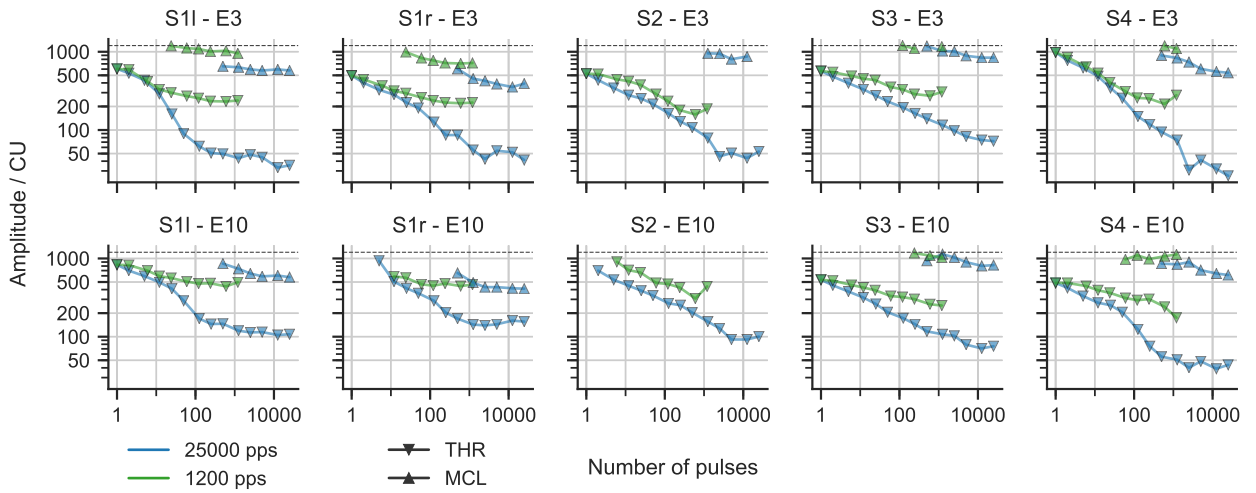 S1l - E3 S1r - E3 S2 - E3 S3 - E3 S4 - E3
1000
500
200
100
50
Amplitude / CU
S1l - E10 S1r - E10 S2 - E10 S3 - E10 S4 - E10
1000
500
200
100
50
1 100 10000 1 100 10000 1 100 10000 1 100 10000 1 100 10000
25000 pps THR
Number of pulses
1200 pps MCL